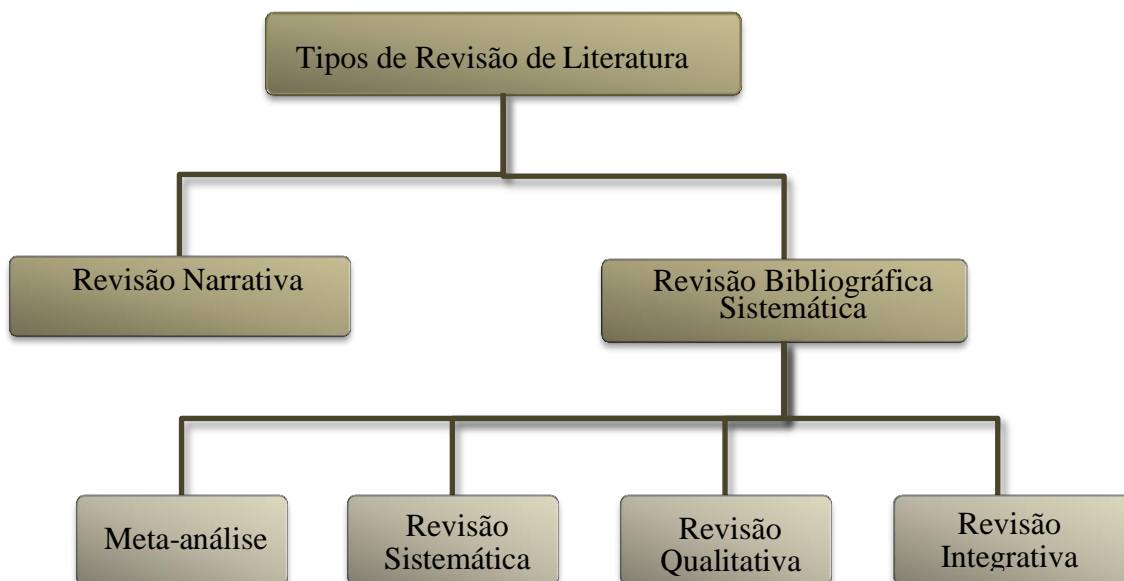 Tipos de Revisão de Literatura
Revisão Narrativa
Revisão Bibliográfica
Sistemática
Meta-análise
Revisão
Sistemática
Revisão
Qualitativa
Revisão
Integrativa